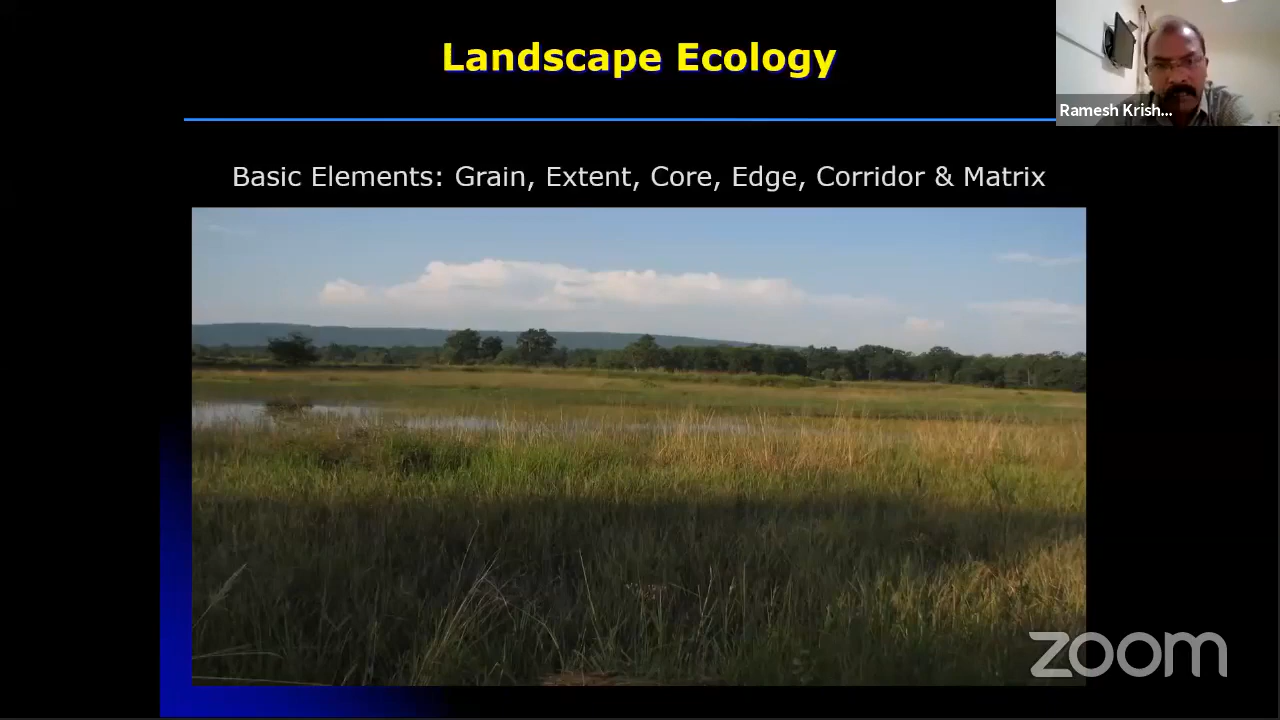 Landscape Ecology
Ramesh Krish...
Basic Elements: Grain, Extent, Core, Edge, Corridor & Matrix
zoom